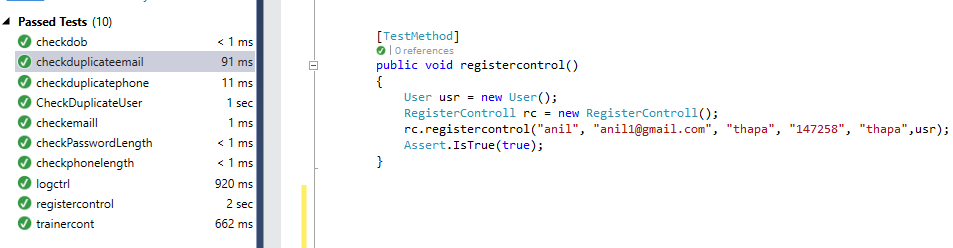 Passed Tests (10)
checkdob < 1 ms
checkduplicateemail 91 ms
checkduplicatephone 11 ms
CheckDuplicateUser 1 sec
checkemaill 1 ms
checkPasswordLength < 1 ms
checkphonelength < 1 ms
logctrl 920 ms
registercontrol 2 sec
trainercont 662 ms
[TestMethod]
| 0 references
public void registercontrol()
{
User usr = new User();
RegisterControll rc = new RegisterControll();
rc.registercontrol("anil", "anil1@gmail.com", "thapa", "147258", "thapa",usr);
Assert.IsTrue(true);
}